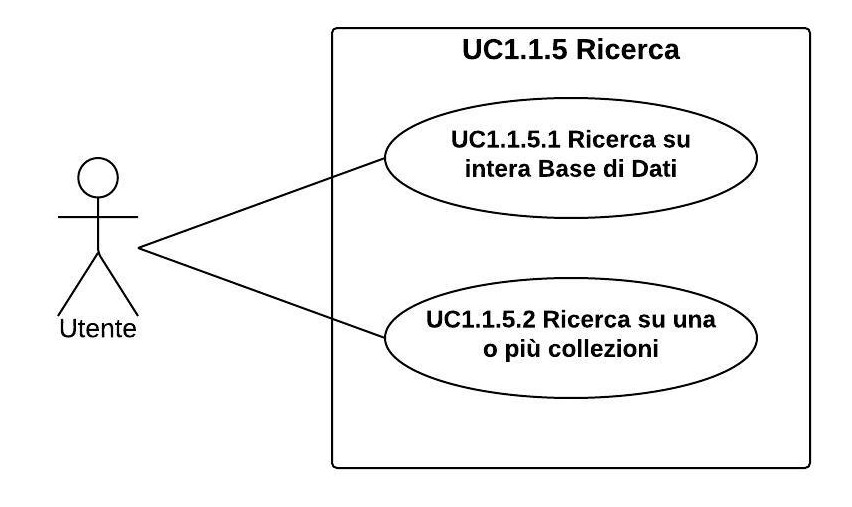 UC1.1.5 Ricerca
UC1.1.5.1 Ricerca su
intera Base di Dati
Utente
UC1.1.5.2 Ricerca su una
o più collezioni